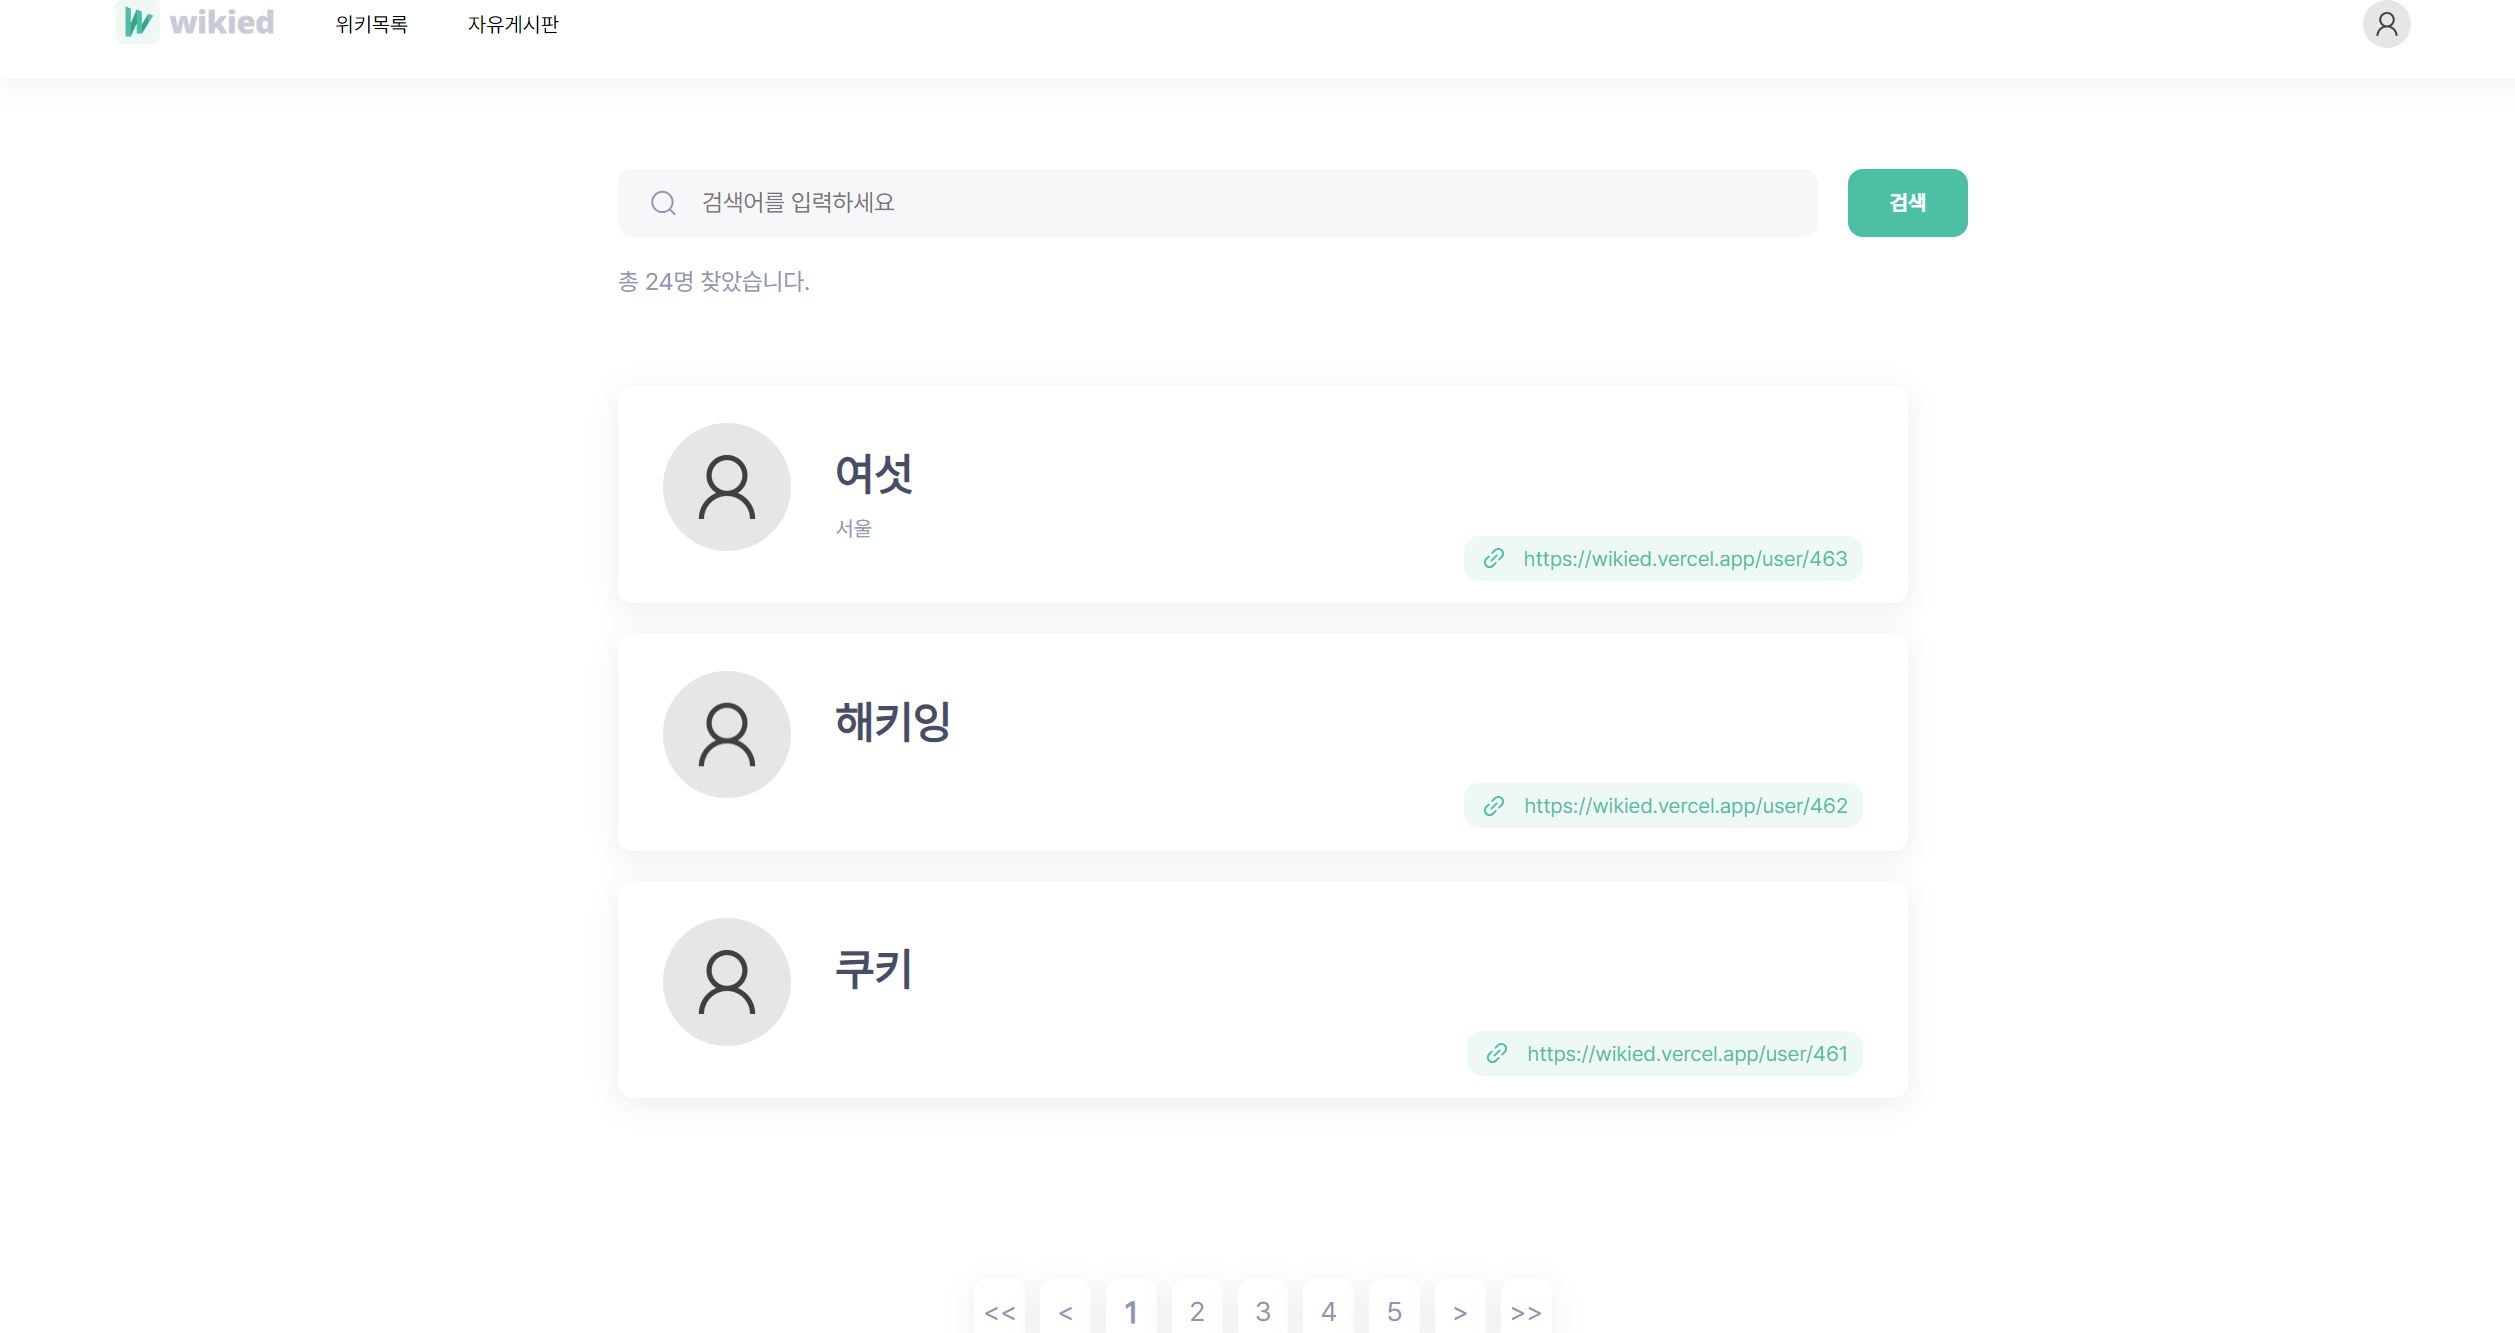 wikied 위키목록 자유게시판
검색어를 입력하세요 검색
총 24명 찾았습니다.
여섯
서울
https://wikied.vercel.app/user/463
해키잉
https://wikied.vercel.app/user/462
쿠키
https://wikied.vercel.app/user/461
<< < 1 2 3 4 5 > >>